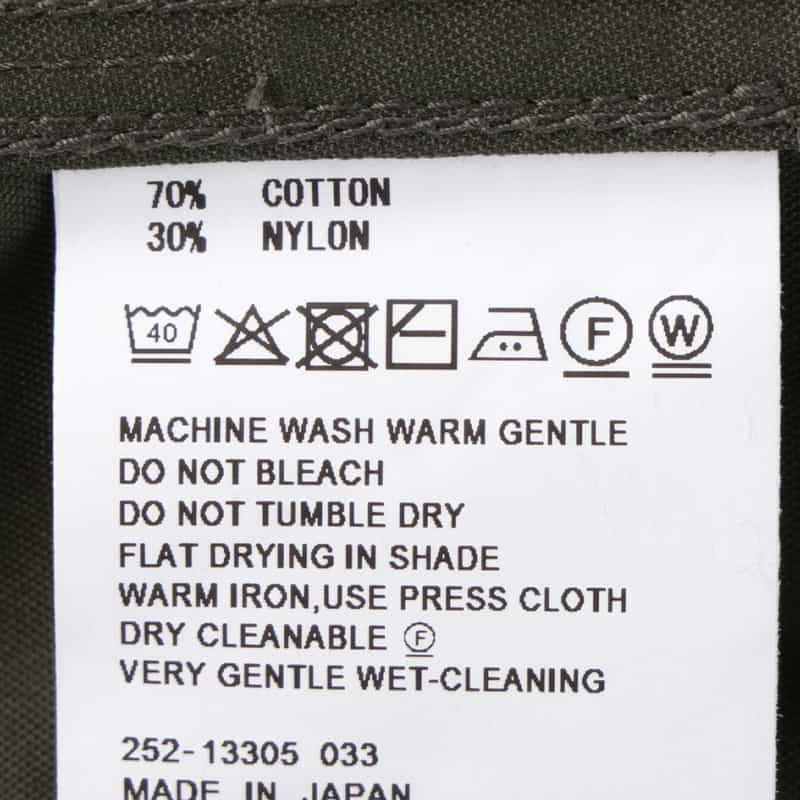 70% COTTON
30% NYLON
40 F W
MACHINE WASH WARM GENTLE
DO NOT BLEACH
DO NOT TUMBLE DRY
FLAT DRYING IN SHADE
WARM IRON,USE PRESS CLOTH
DRY CLEANABLE F
VERY GENTLE WET-CLEANING
252-13305 033
MADE IN JAPAN